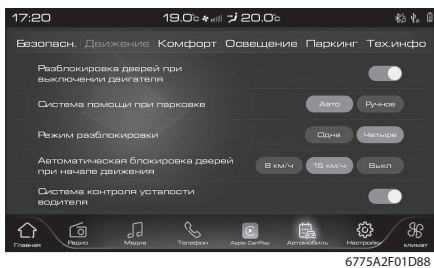 17:20 19.0°c 20.0°c
Безопасн. Движение Комфорт Освещение Паркинг Тех.инфо
Разблокировка дверей при
выключении двигателя
Система помощи при парковке Авто Ручное
Режим разблокировки Одна Четыре
Автоматическая блокировка дверей
при начале движения 8 км/ч 15 км/ч Выкл
Система контроля усталости
водителя
Главная Радио Медиа Телефон Apple CarPlay Автомобиль Настройки климат
6775A2F01D88